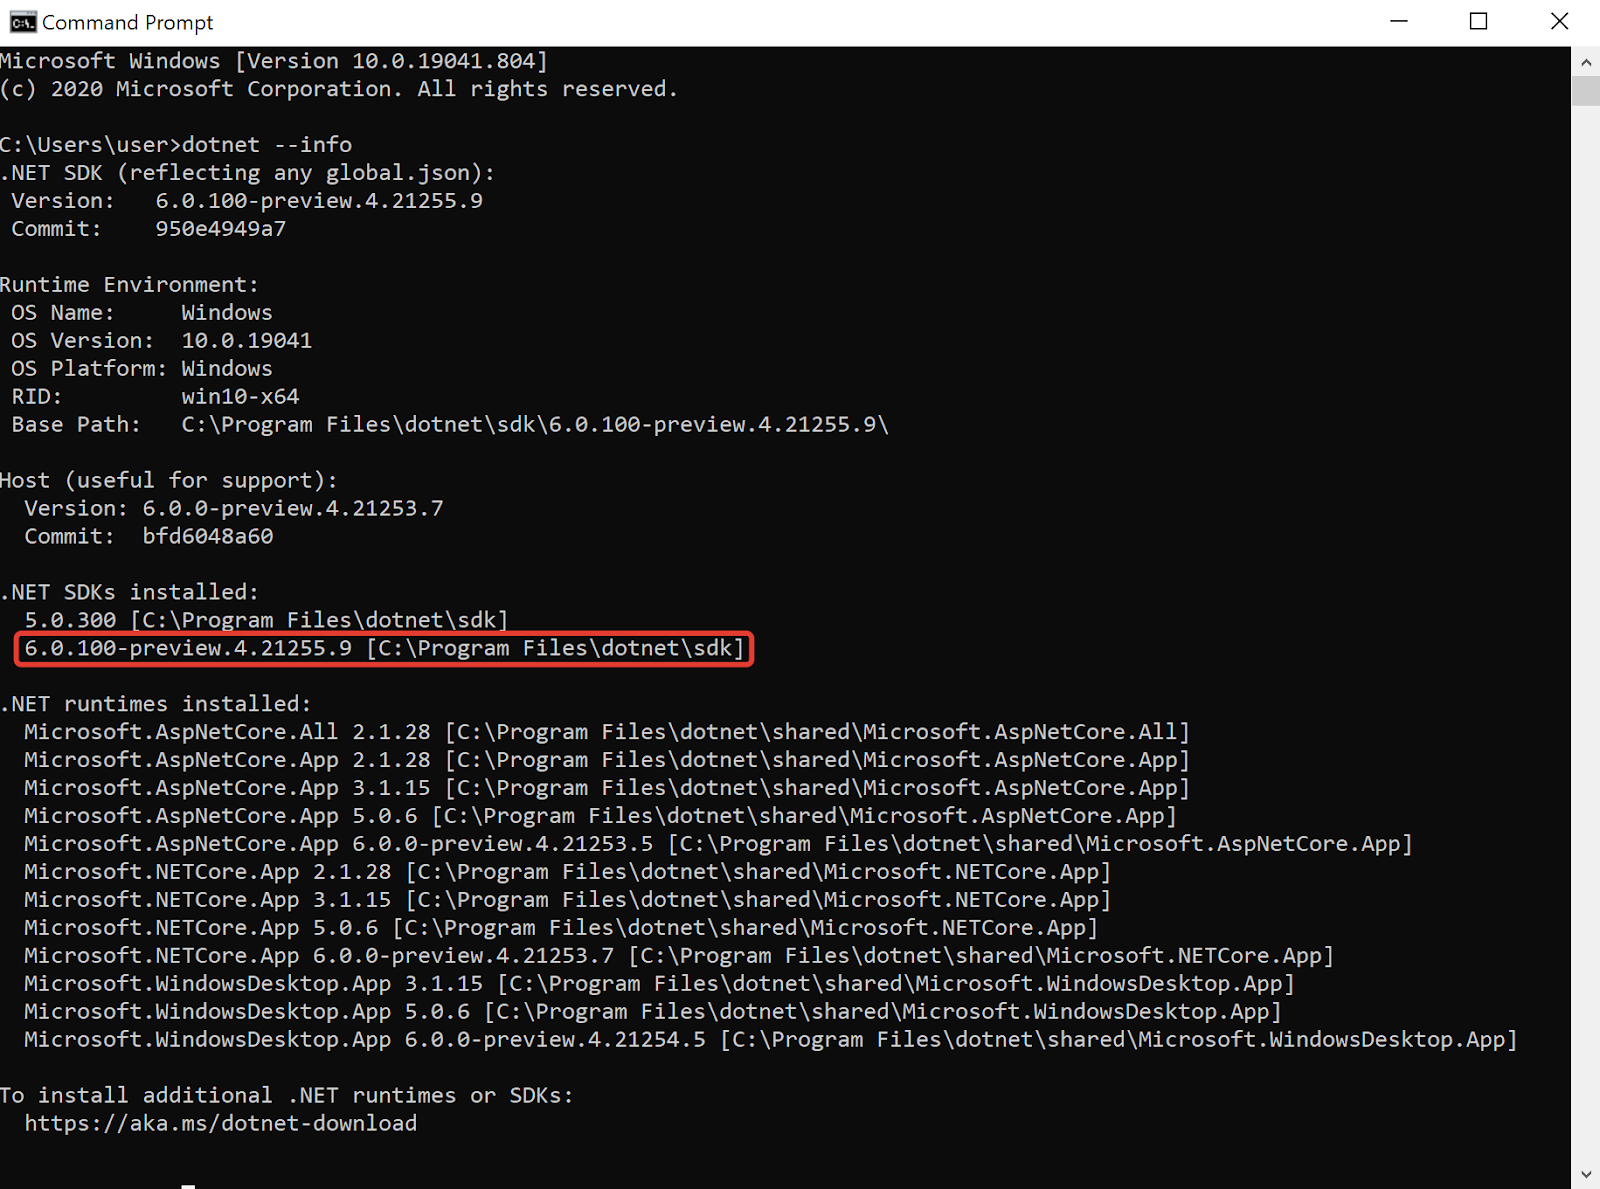 Command Prompt
Microsoft Windows [Version 10.0.19041.804]
(c) 2020 Microsoft Corporation. All rights reserved.
C:\Users\user>dotnet --info
.NET SDK (reflecting any global.json):
Version:   6.0.100-preview.4.21255.9
Commit:    950e4949a7
Runtime Environment:
OS Name:     Windows
OS Version:  10.0.19041
OS Platform: Windows
RID:         win10-x64
Base Path:   C:\Program Files\dotnet\sdk\6.0.100-preview.4.21255.9\
Host (useful for support):
Version: 6.0.0-preview.4.21253.7
Commit:  bfd6048a60
.NET SDKs installed:
5.0.300 [C:\Program Files\dotnet\sdk]
6.0.100-preview.4.21255.9 [C:\Program Files\dotnet\sdk]
.NET runtimes installed:
Microsoft.AspNetCore.All 2.1.28 [C:\Program Files\dotnet\shared\Microsoft.AspNetCore.All]
Microsoft.AspNetCore.App 2.1.28 [C:\Program Files\dotnet\shared\Microsoft.AspNetCore.App]
Microsoft.AspNetCore.App 3.1.15 [C:\Program Files\dotnet\shared\Microsoft.AspNetCore.App]
Microsoft.AspNetCore.App 5.0.6 [C:\Program Files\dotnet\shared\Microsoft.AspNetCore.App]
Microsoft.AspNetCore.App 6.0.0-preview.4.21253.5 [C:\Program Files\dotnet\shared\Microsoft.AspNetCore.App]
Microsoft.NETCore.App 2.1.28 [C:\Program Files\dotnet\shared\Microsoft.NETCore.App]
Microsoft.NETCore.App 3.1.15 [C:\Program Files\dotnet\shared\Microsoft.NETCore.App]
Microsoft.NETCore.App 5.0.6 [C:\Program Files\dotnet\shared\Microsoft.NETCore.App]
Microsoft.NETCore.App 6.0.0-preview.4.21253.7 [C:\Program Files\dotnet\shared\Microsoft.NETCore.App]
Microsoft.WindowsDesktop.App 3.1.15 [C:\Program Files\dotnet\shared\Microsoft.WindowsDesktop.App]
Microsoft.WindowsDesktop.App 5.0.6 [C:\Program Files\dotnet\shared\Microsoft.WindowsDesktop.App]
Microsoft.WindowsDesktop.App 6.0.0-preview.4.21254.5 [C:\Program Files\dotnet\shared\Microsoft.WindowsDesktop.App]
To install additional .NET runtimes or SDKs:
https://aka.ms/dotnet-download